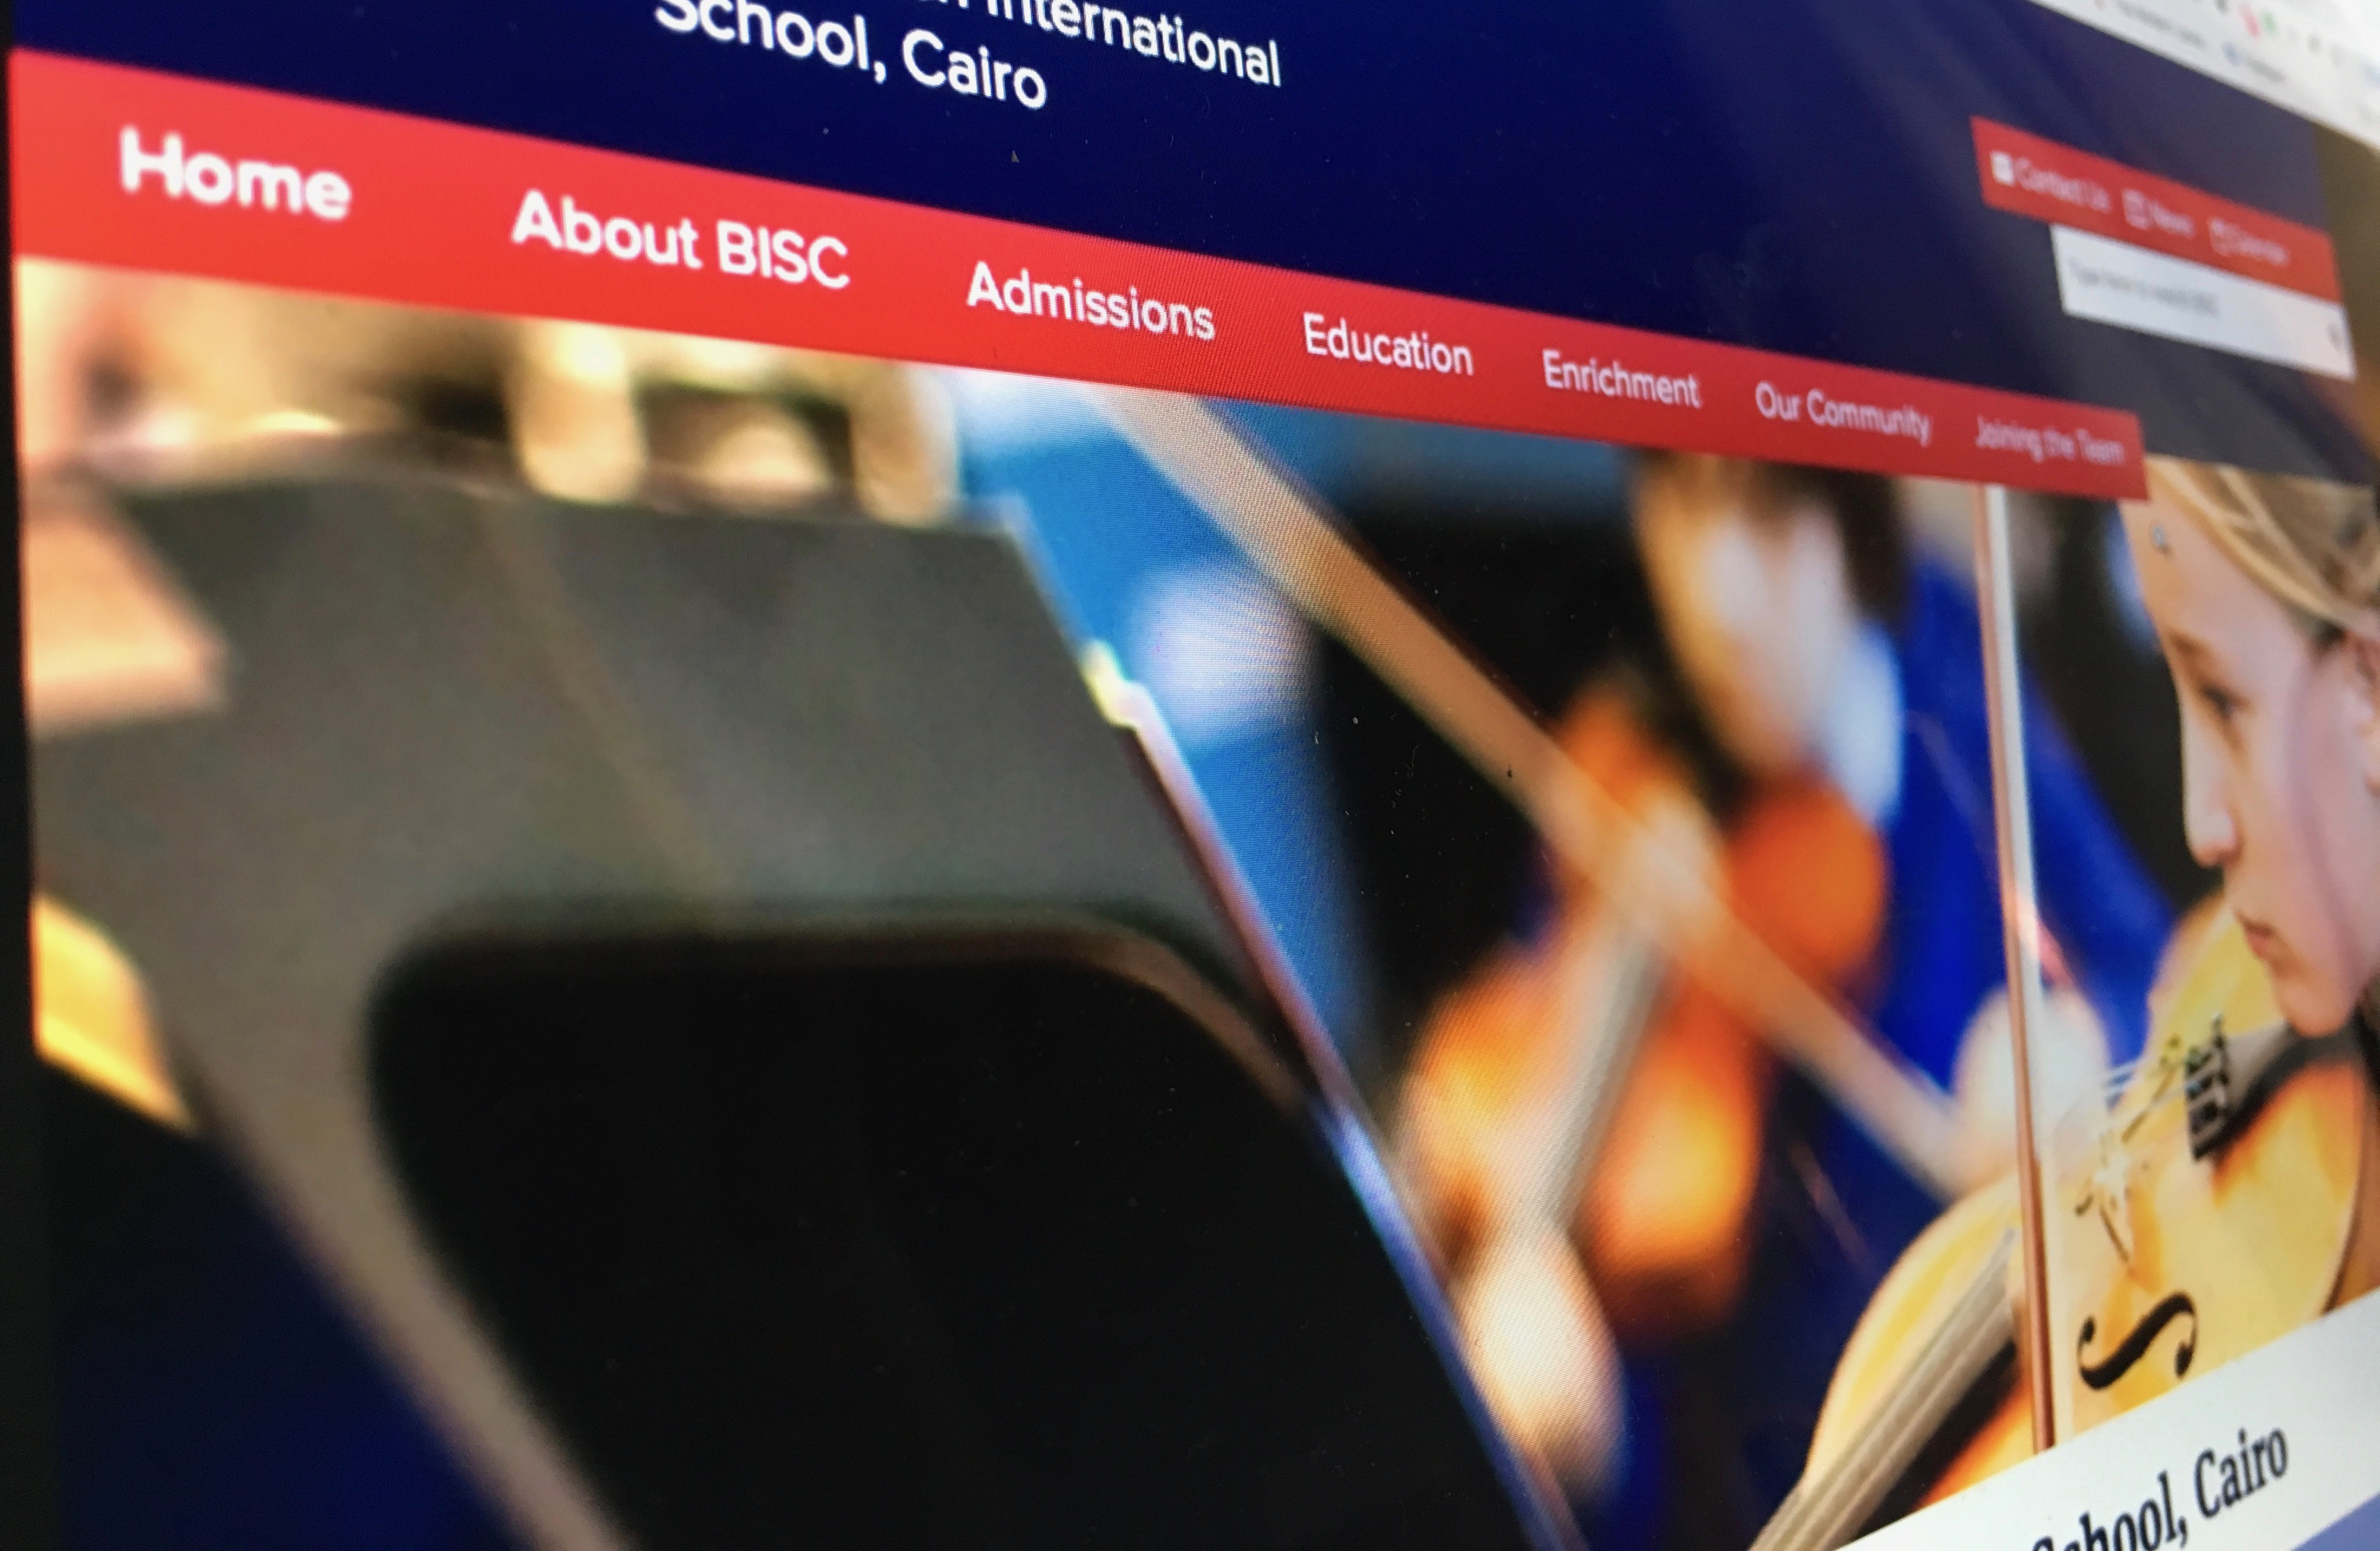 International
School, Cairo
Contact Us News Calendar
Type here to search BISC
Home About BISC Admissions Education Enrichment Our Community Joining the Team
School, Cairo